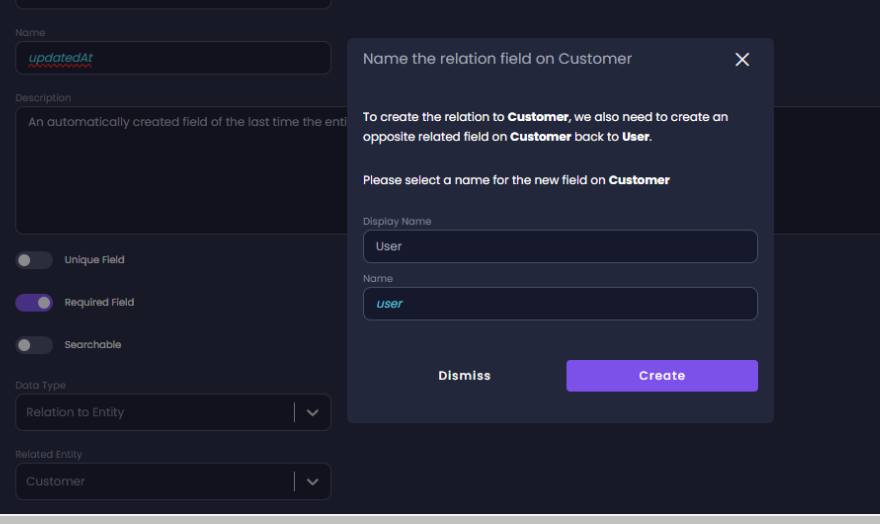 Name
updatedAt
Description
An automatically created field of the last time the enti
Unique Field
Required Field
Searchable
Data Type
Relation to Entity
Related Entity
Customer
Name the relation field on Customer
To create the relation to Customer, we also need to create an
opposite related field on Customer back to User.
Please select a name for the new field on Customer
Display Name
User
Name
user
Dismiss
Create